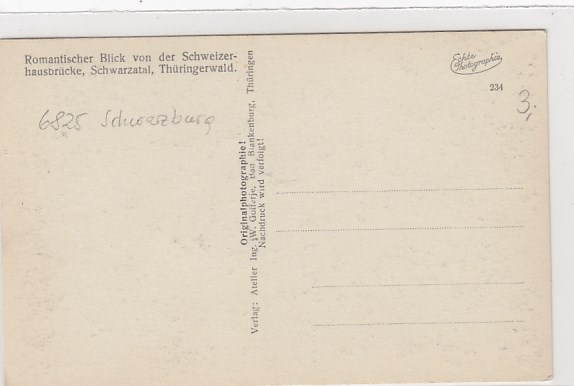 Romantischer Blick von der Schweizer-
hausbrücke, Schwarzatal, Thüringerwald.
6825 Schwarzburg
Originalphotographie!
Verlag: Atelier Ing. W. Bad Blankenburg, Thüringen
Nachdruck wird verfolgt!
Echte
Photographie
234
3,